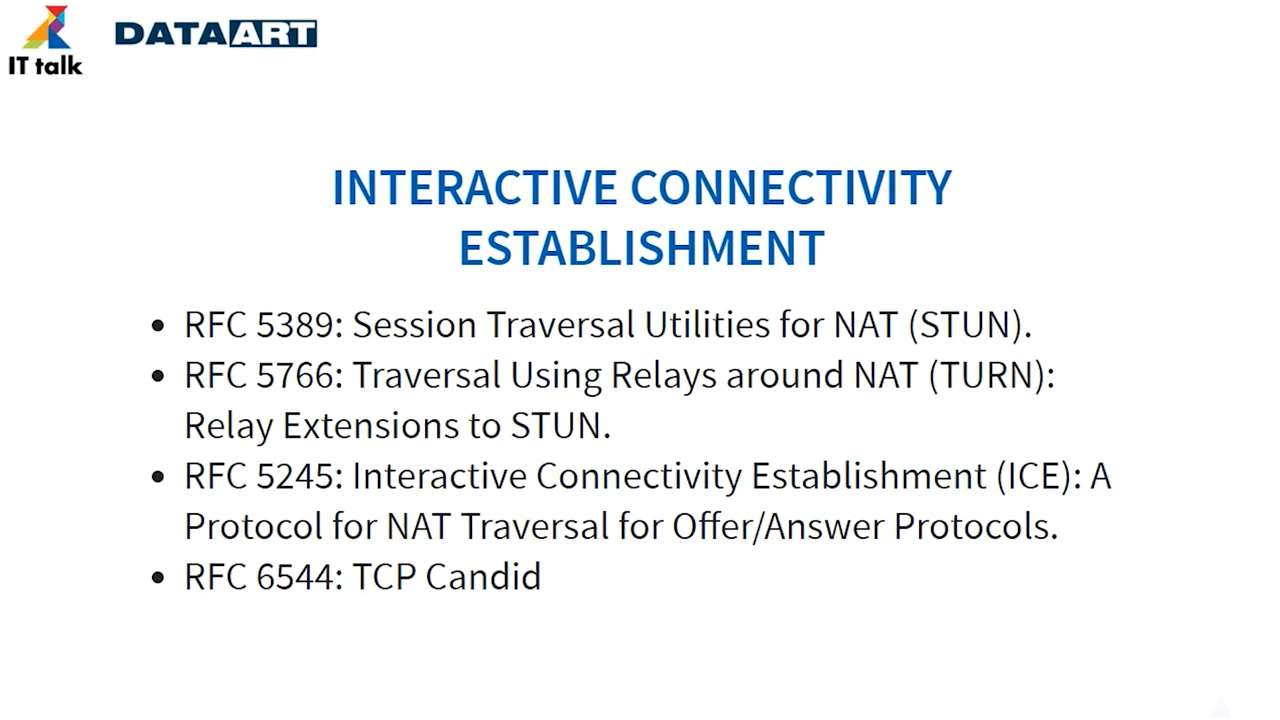 IT talk
DATAART
INTERACTIVE CONNECTIVITY
ESTABLISHMENT
• RFC 5389: Session Traversal Utilities for NAT (STUN).
• RFC 5766: Traversal Using Relays around NAT (TURN):
Relay Extensions to STUN.
• RFC 5245: Interactive Connectivity Establishment (ICE): A
Protocol for NAT Traversal for Offer/Answer Protocols.
• RFC 6544: TCP Candid